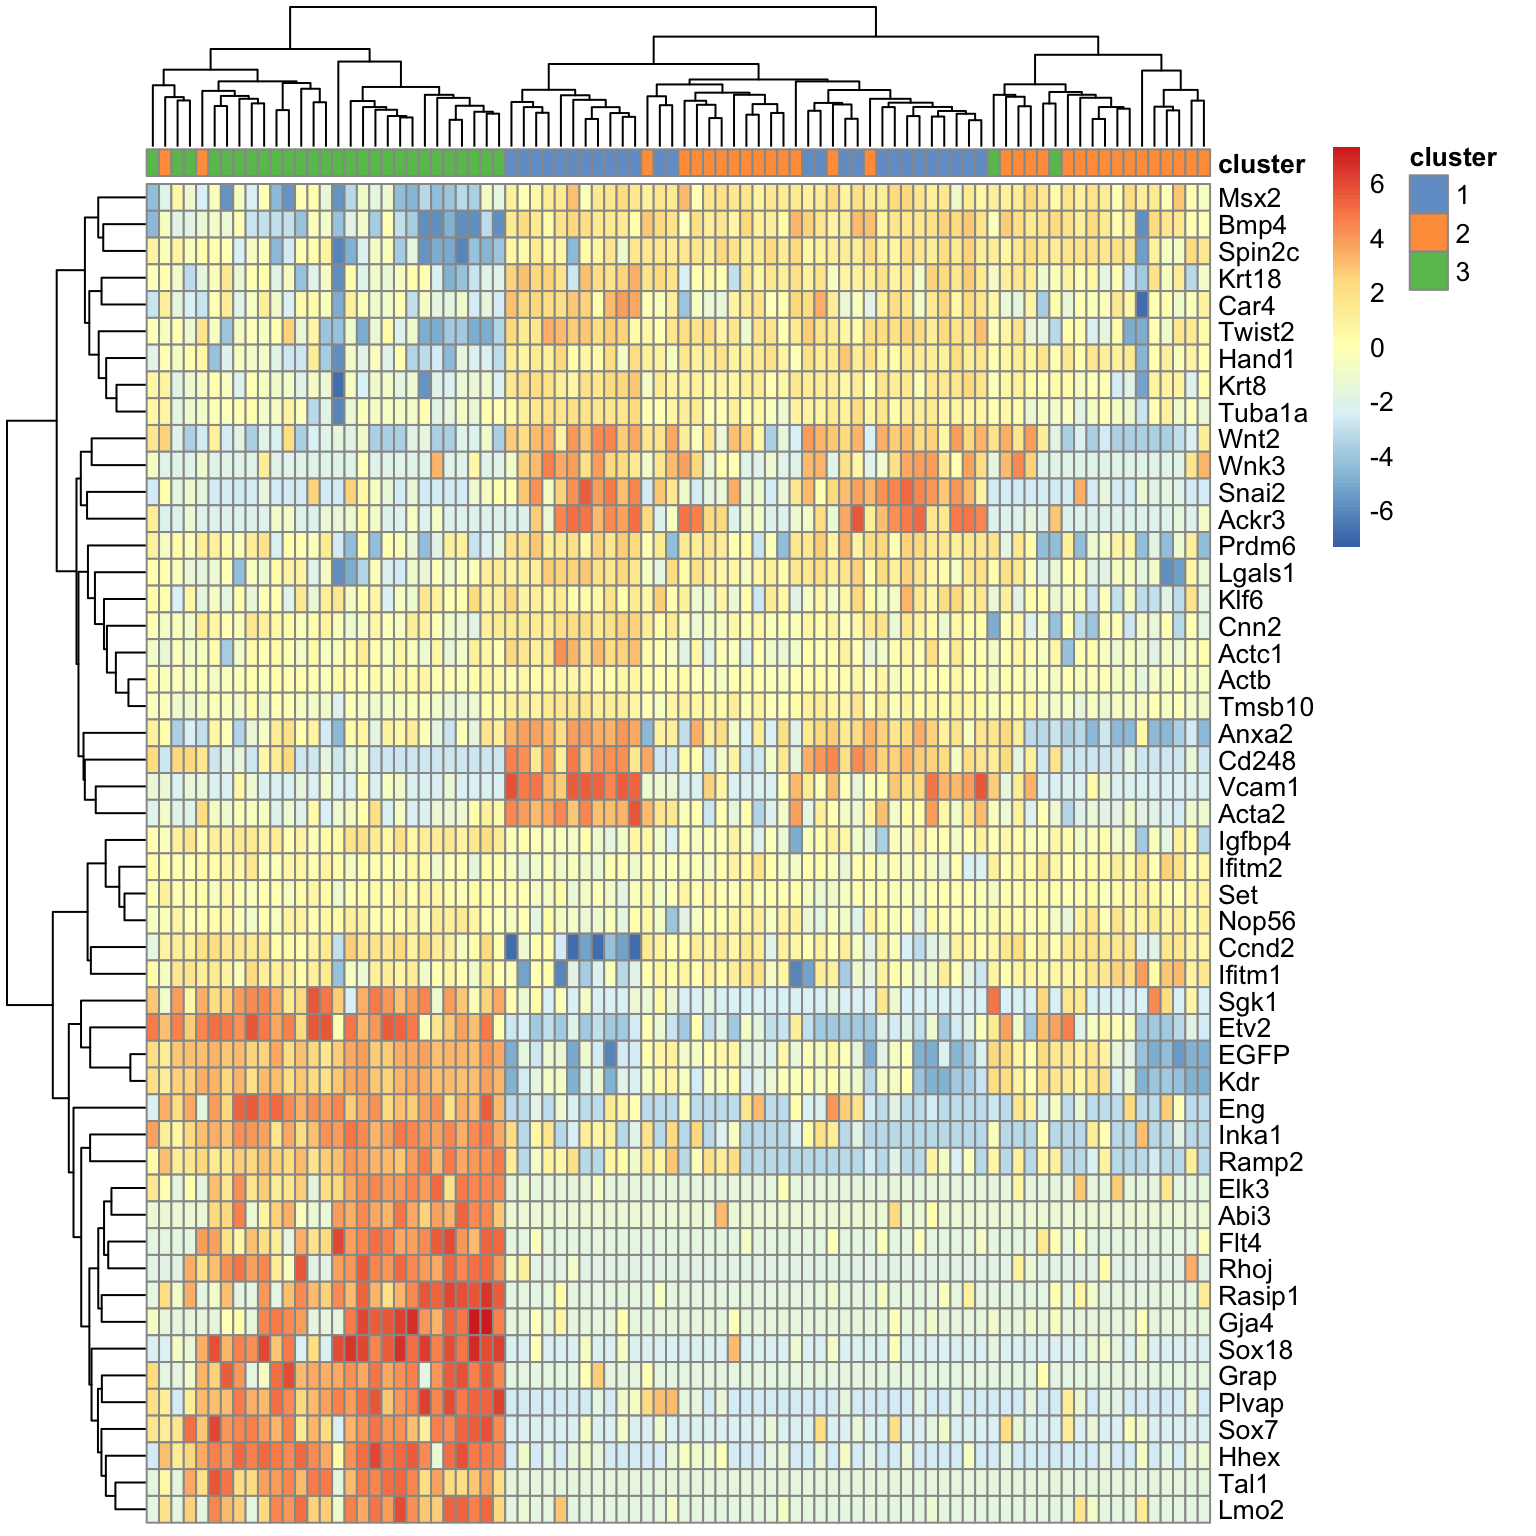 cluster
Msx2
Bmp4
Spin2c
Krt18
Car4
Twist2
Hand1
Krt8
Tuba1a
Wnt2
Wnk3
Snai2
Ackr3
Prdm6
Lgals1
Klf6
Cnn2
Actc1
Actb
Tmsb10
Anxa2
Cd248
Vcam1
Acta2
Igfbp4
Ifitm2
Set
Nop56
Ccnd2
Ifitm1
Sgk1
Etv2
EGFP
Kdr
Eng
Inka1
Ramp2
Elk3
Abi3
Flt4
Rhoj
Rasip1
Gja4
Sox18
Grap
Plvap
Sox7
Hhex
Tal1
Lmo2
6
4
2
0
-2
-4
-6
cluster
1
2
3